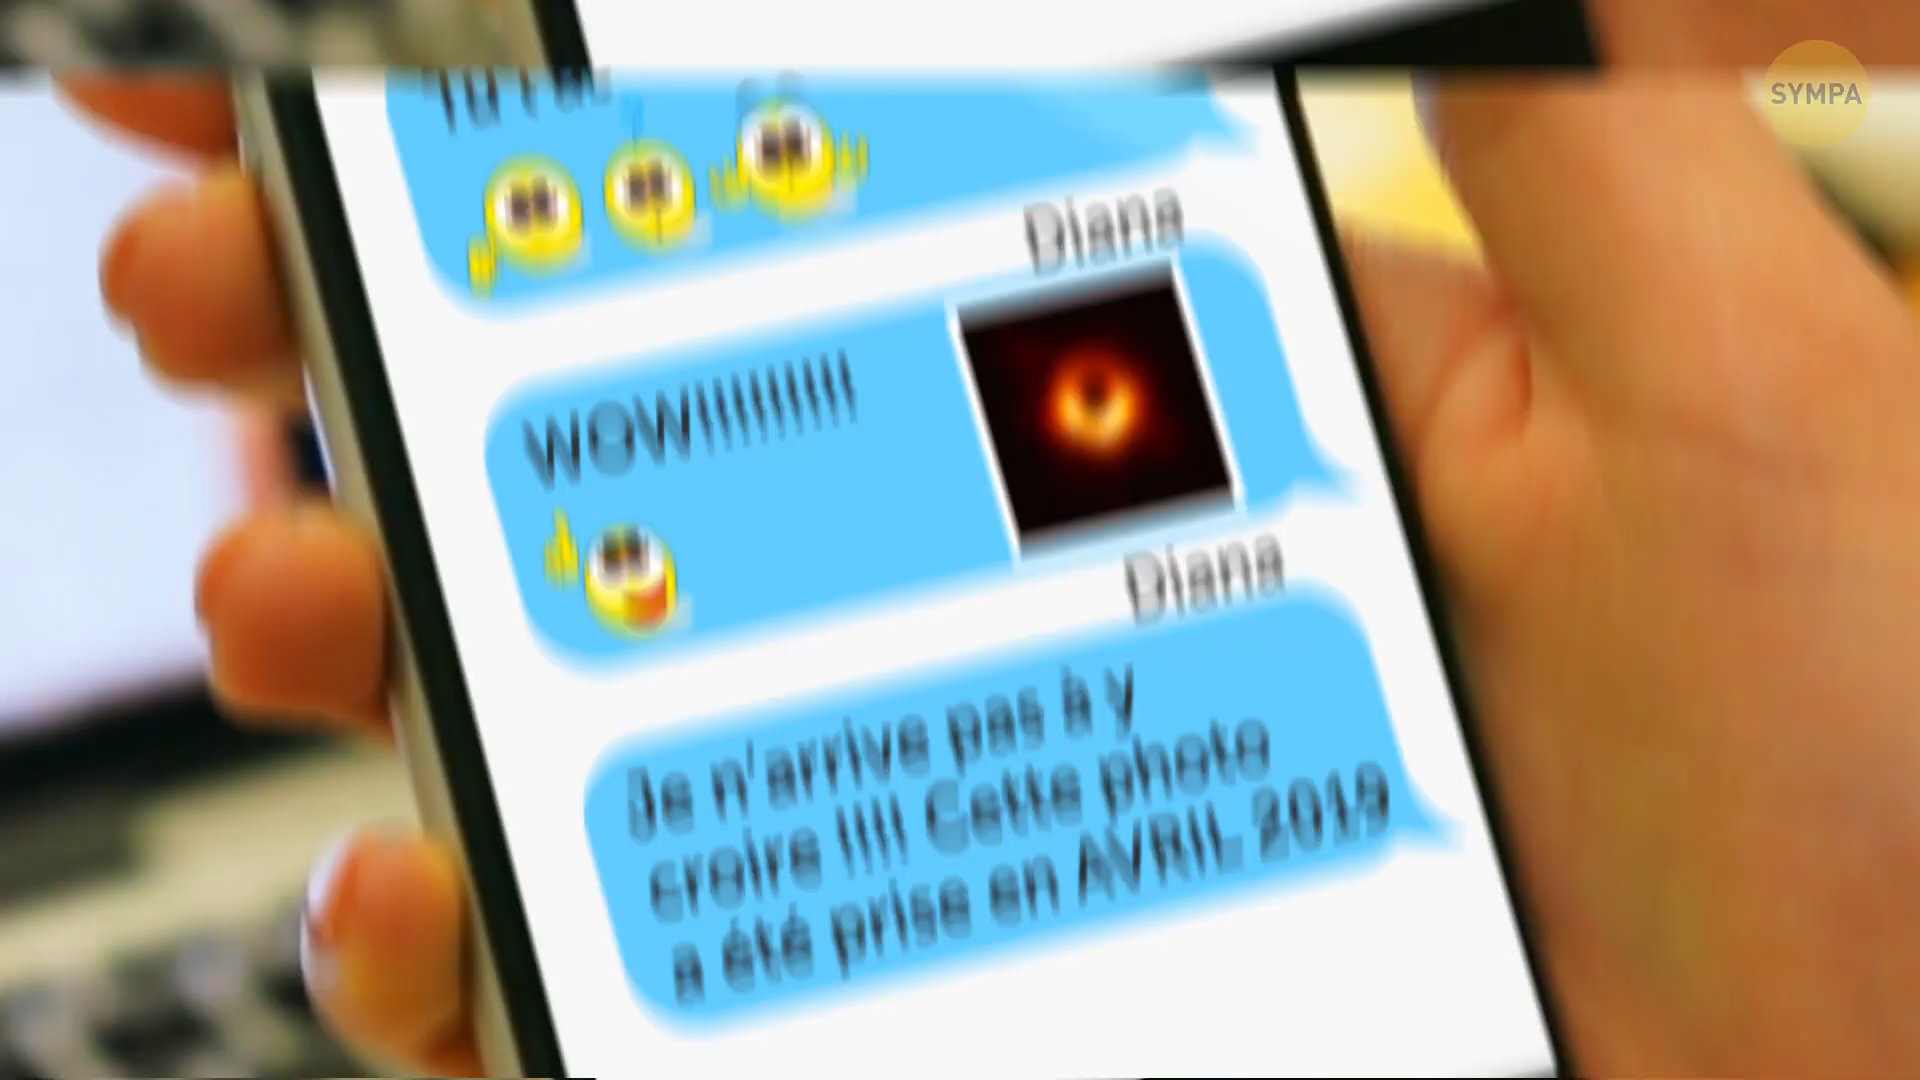 SYMPA
Diana
WOW!!!!!!!!!
Diana
Je n'arrive pas à y
croire !!!! Cette photo
a été prise en AVRIL 2019